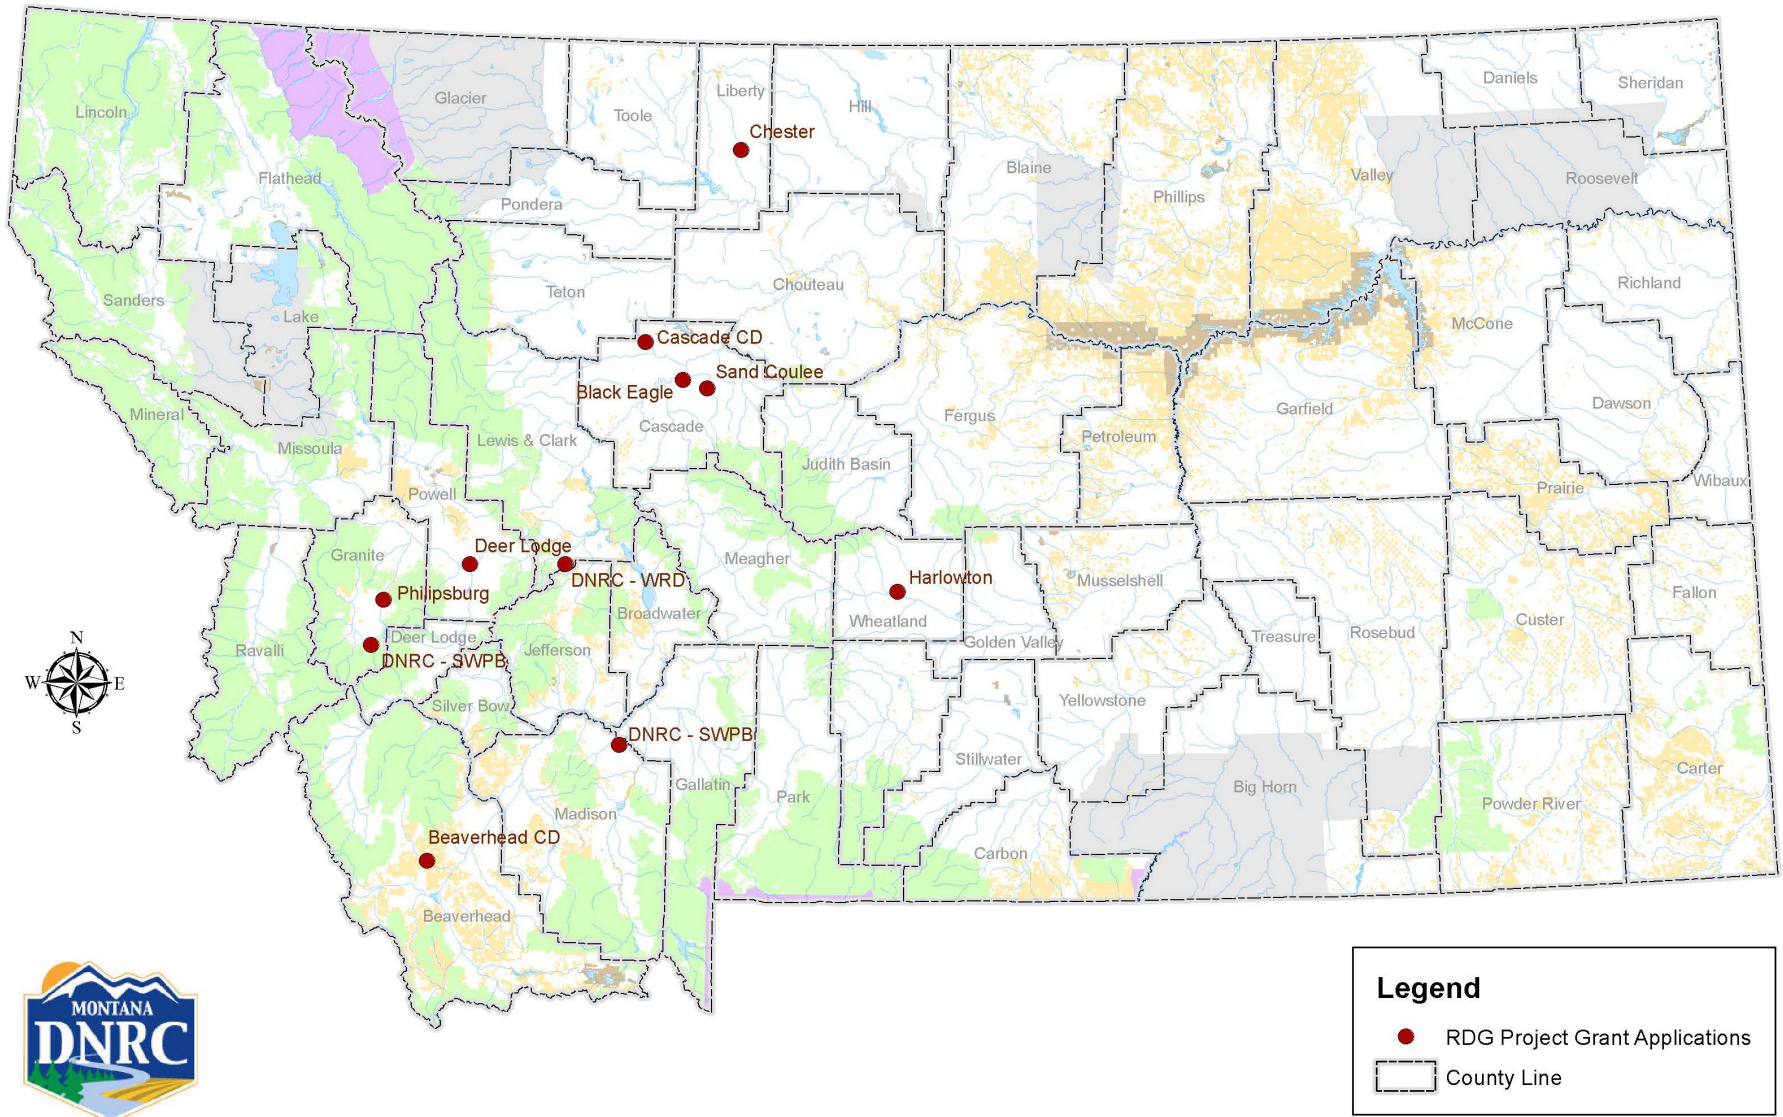 Lincoln
Glacier
Toole
Liberty
Hill
Chester
Blaine
Phillips
Valley
Daniels
Sheridan
Roosevelt
Flathead
Pondera
Teton
Chouteau
Richland
McCone
Sanders
Lake
Cascade CD
Sand Coulee
Black Eagle
Cascade
Mineral
Missoula
Lewis & Clark
Judith Basin
Fergus
Petroleum
Garfield
Dawson
Wibaux
Prairie
Powell
Granite
Deer Lodge
DNRC - WRD
Meagher
Harlowton
Musselshell
Philipsburg
Broadwater
Wheatland
Golden Valley
Treasure
Rosebud
Custer
Fallon
Ravalli
Deer Lodge
DNRC - SWPB
Jefferson
N
W
E
S
Silver Bow
Yellowstone
DNRC - SWPB
Stillwater
Gallatin
Park
Big Horn
Carter
Powder River
Madison
Beaverhead CD
Carbon
Beaverhead
MONTANA
DNRC
Legend
RDG Project Grant Applications
County Line